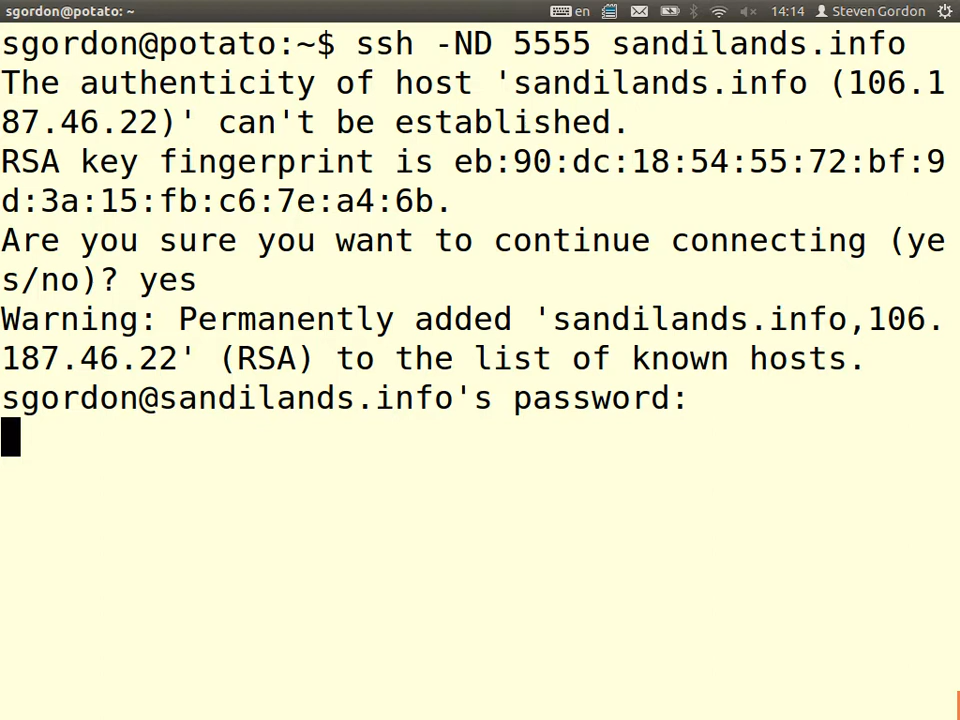 sgordon@potato: ~ en 14:14 Steven Gordon
sgordon@potato:~$ ssh -ND 5555 sandilands.info
The authenticity of host 'sandilands.info (106.1
87.46.22)' can't be established.
RSA key fingerprint is eb:90:dc:18:54:55:72:bf:9
d:3a:15:fb:c6:7e:a4:6b.
Are you sure you want to continue connecting (ye
s/no)? yes
Warning: Permanently added 'sandilands.info,106.
187.46.22' (RSA) to the list of known hosts.
sgordon@sandilands.info's password: